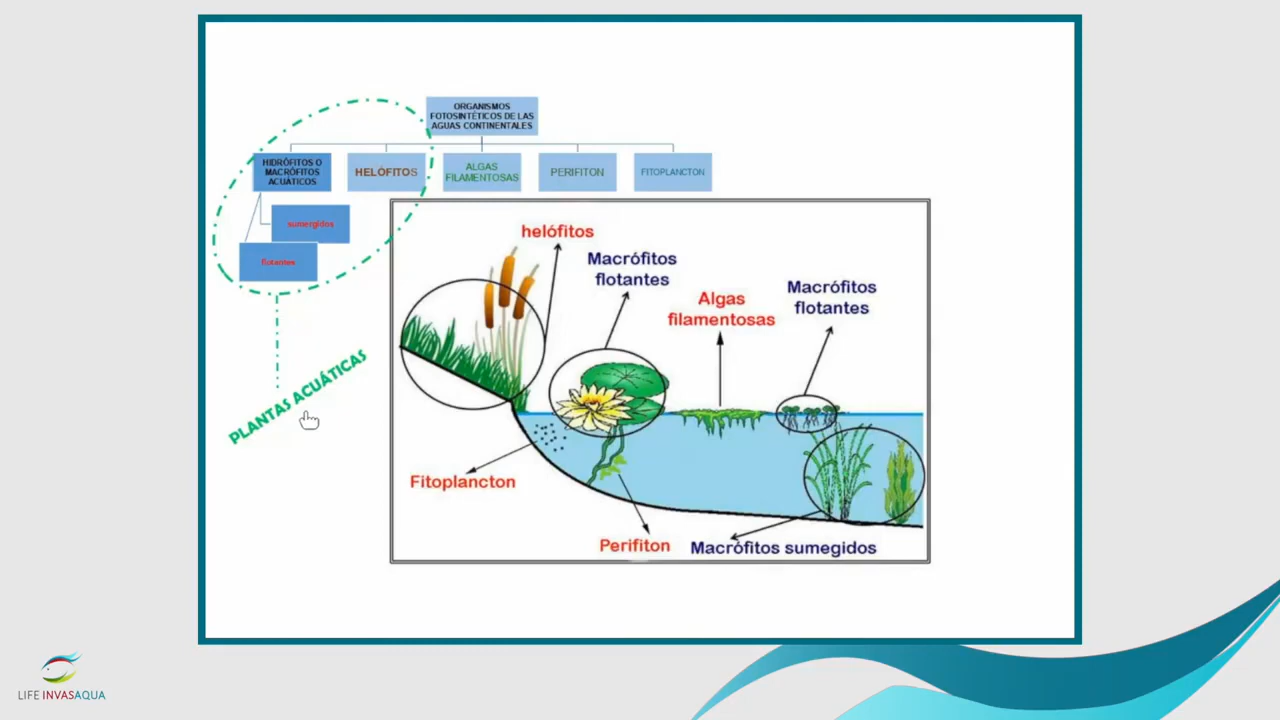 ORGANISMOS
FOTOSINTÉTICOS DE LAS
AGUAS CONTINENTALES
HIDRÓFITOS O
MACRÓFITOS
ACUÁTICOS
HELÓFITOS
ALGAS
FILAMENTOSAS
PERIFITON
FITOPLANCTON
sumergidos
flotantes
PLANTAS ACUÁTICAS
helófitos
Macrófitos
flotantes
Algas
filamentosas
Macrófitos
flotantes
Fitoplancton
Perifiton
Macrófitos sumegidos
LIFE INVASAQUA